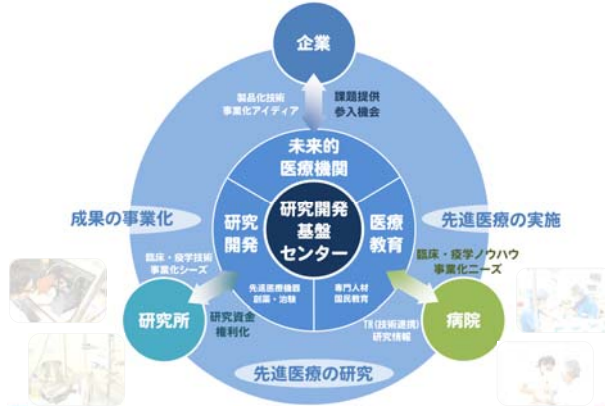 企業
製品化技術
事業化アイディア
課題提供
参入機会
未来的
医療機関
研究開発
基盤
センター
研究
開発
医療
教育
成果の事業化
先進医療の実施
臨床・疫学技術
事業化シーズ
臨床・疫学ノウハウ
事業化ニーズ
先進医療機器
創薬・治験
専門人材
国民教育
研究所
研究資金
権利化
TR(技術連携)
研究情報
病院
先進医療の研究